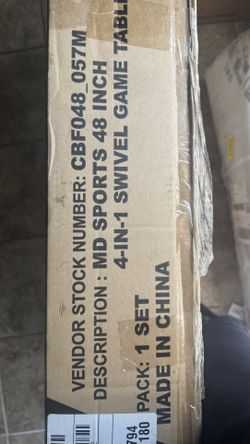 VENDOR STOCK NUMBER: CBF048_057M
DESCRIPTION : MD SPORTS 48 INCH
4-IN-1 SWIVEL GAME TABLE
PACK: 1 SET
MADE IN CHINA
794
180